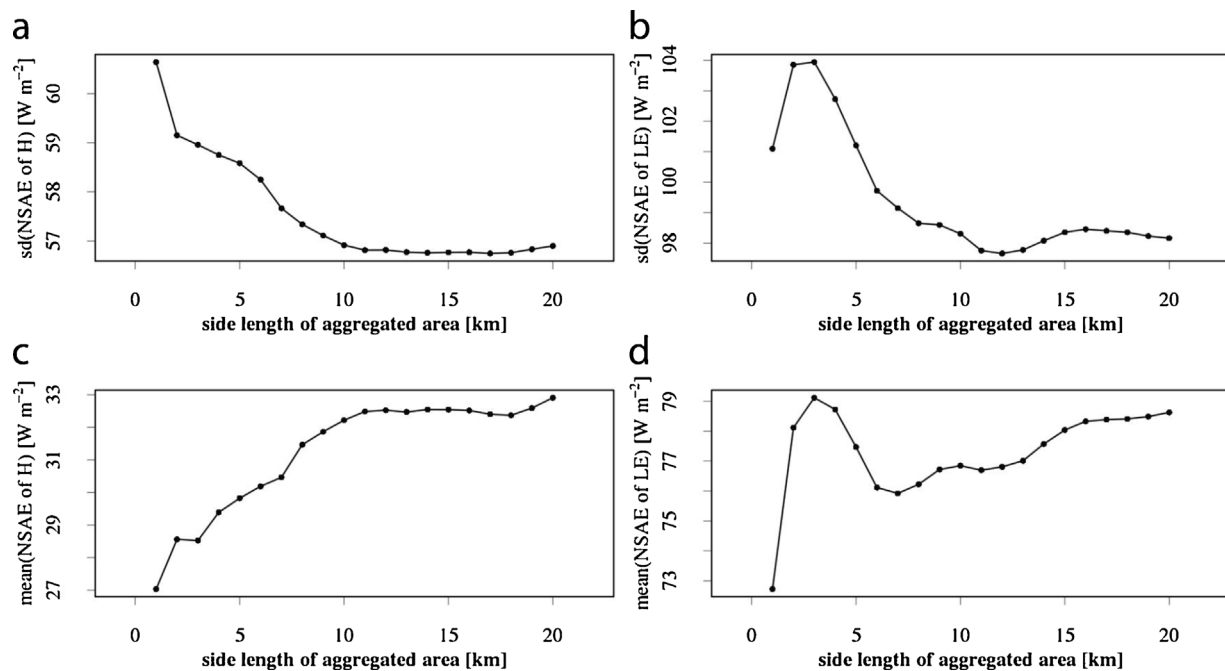 a
sd(NSAE of H) [W m⁻²]
60
59
58
57
0 5 10 15 20
side length of aggregated area [km]
b
sd(NSAE of LE) [W m⁻²]
104
102
100
98
0 5 10 15 20
side length of aggregated area [km]
c
mean(NSAE of H) [W m⁻²]
33
31
29
27
0 5 10 15 20
side length of aggregated area [km]
d
mean(NSAE of LE) [W m⁻²]
79
77
75
73
0 5 10 15 20
side length of aggregated area [km]